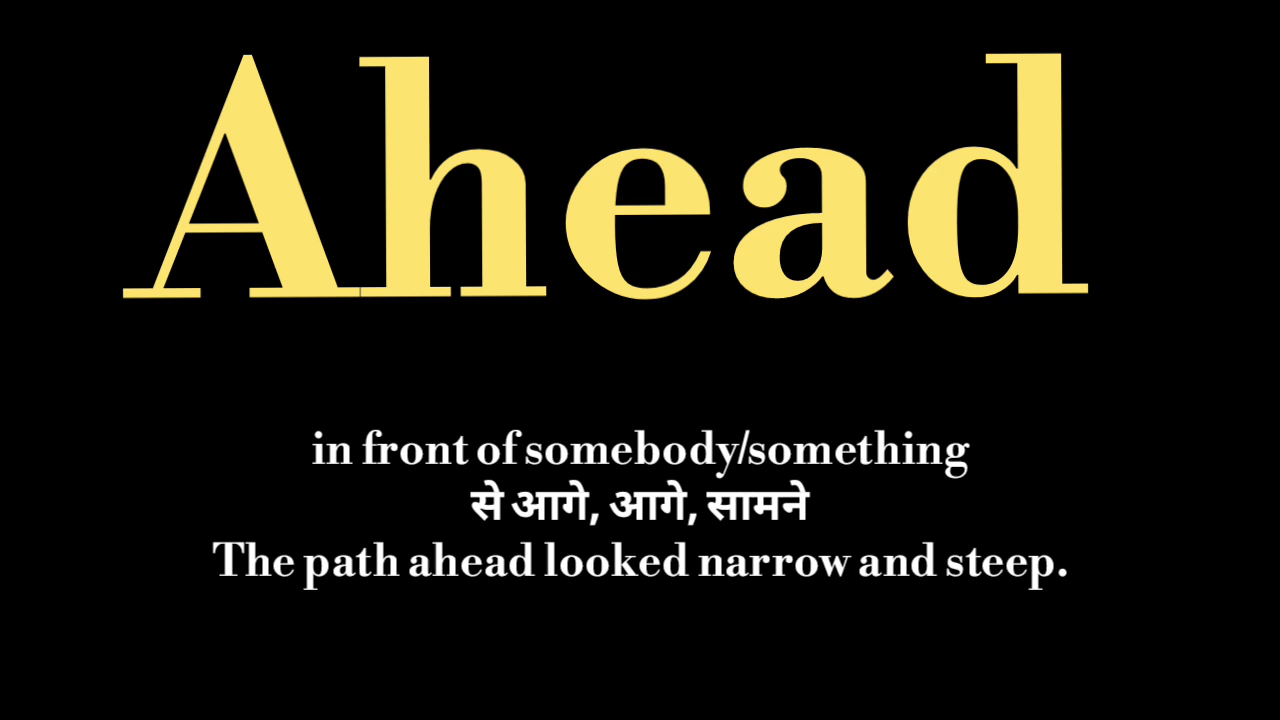 Ahead
in front of somebody/something
से आगे, आगे, सामने
The path ahead looked narrow and steep.